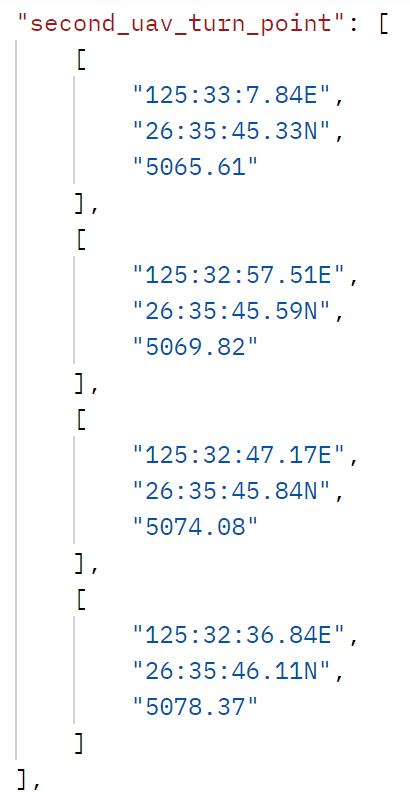 "second_uav_turn_point": [
[
"125:33:7.84E",
"26:35:45.33N",
"5065.61"
],
[
"125:32:57.51E",
"26:35:45.59N",
"5069.82"
],
[
"125:32:47.17E",
"26:35:45.84N",
"5074.08"
],
[
"125:32:36.84E",
"26:35:46.11N",
"5078.37"
]
],